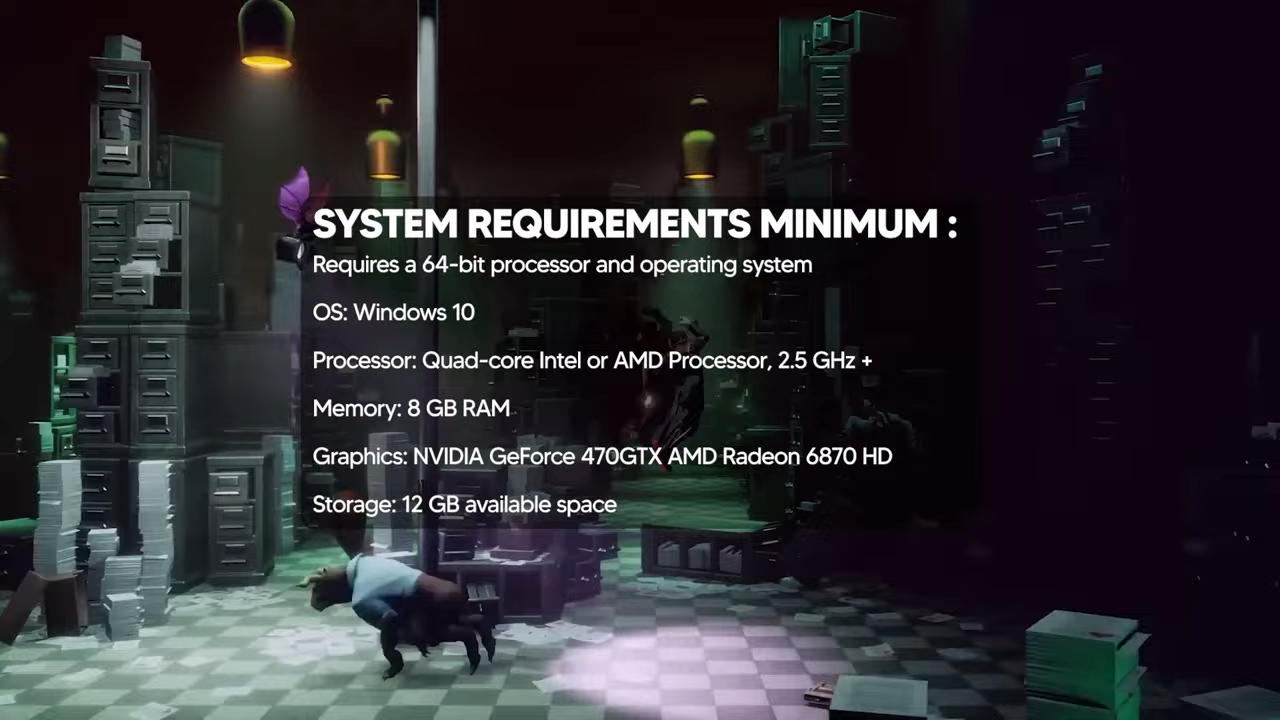 SYSTEM REQUIREMENTS MINIMUM :
Requires a 64-bit processor and operating system
OS: Windows 10
Processor: Quad-core Intel or AMD Processor, 2.5 GHz +
Memory: 8 GB RAM
Graphics: NVIDIA GeForce 470GTX AMD Radeon 6870 HD
Storage: 12 GB available space